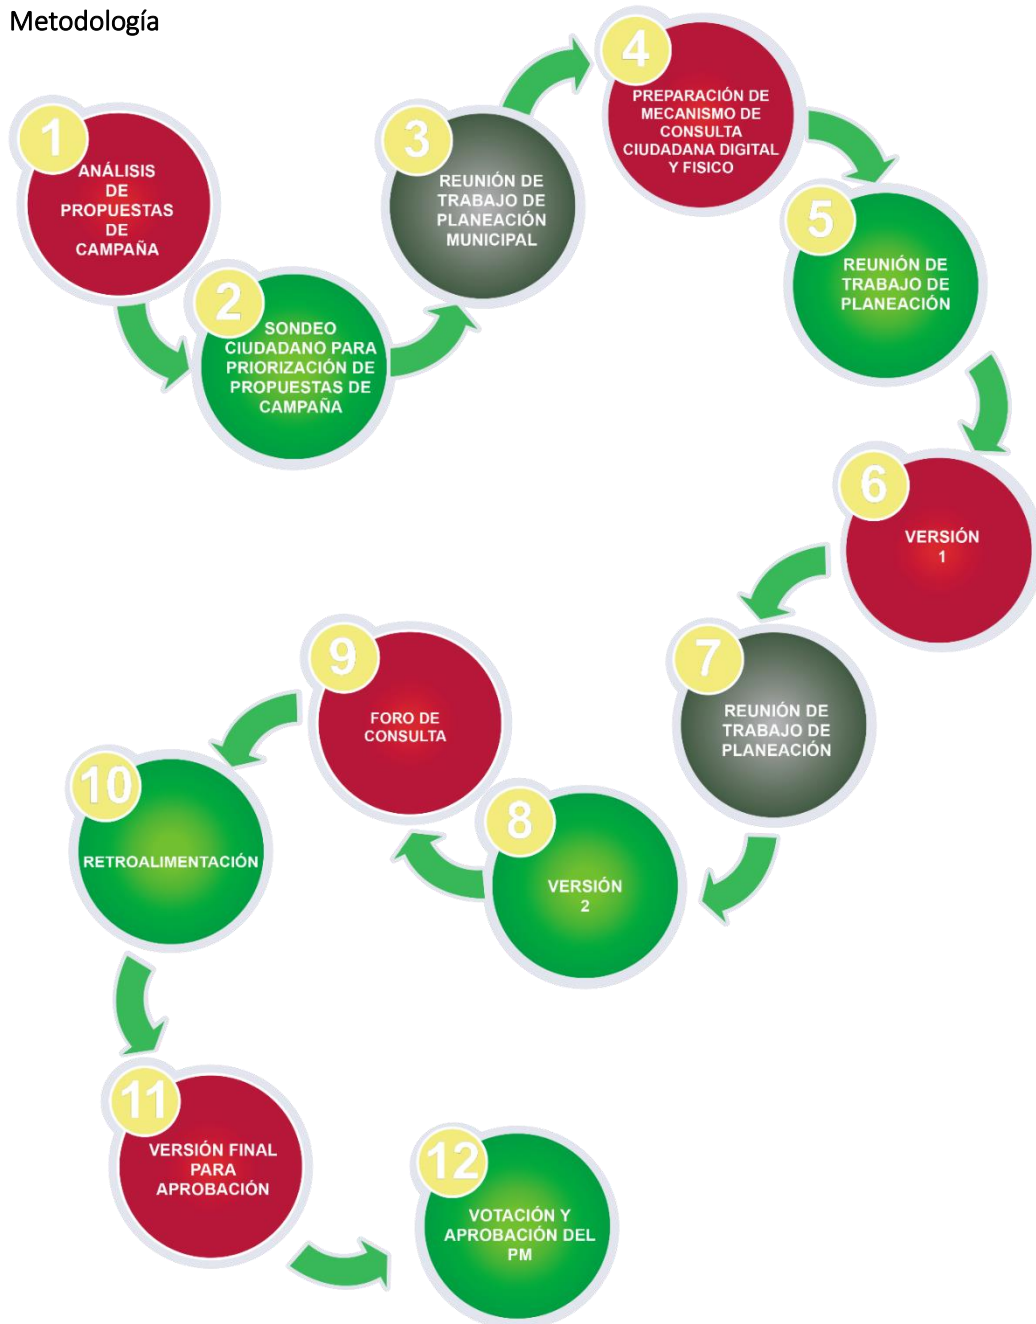 Metodología
1
ANÁLISIS
DE
PROPUESTAS
DE
CAMPAÑA
2
SONDEO
CIUDADANO PARA
PRIORIZACIÓN DE
PROPUESTAS DE
CAMPAÑA
3
REUNIÓN DE
TRABAJO DE
PLANEACIÓN
MUNICIPAL
4
PREPARACIÓN DE
MECANISMO DE
CONSULTA
CIUDADANA DIGITAL
Y FISICO
5
REUNIÓN DE
TRABAJO DE
PLANEACIÓN
6
VERSIÓN
1
7
REUNIÓN DE
TRABAJO DE
PLANEACIÓN
8
VERSIÓN
2
9
FORO DE
CONSULTA
10
RETROALIMENTACIÓN
11
VERSIÓN FINAL
PARA
APROBACIÓN
12
VOTACIÓN Y
APROBACIÓN DEL
PM